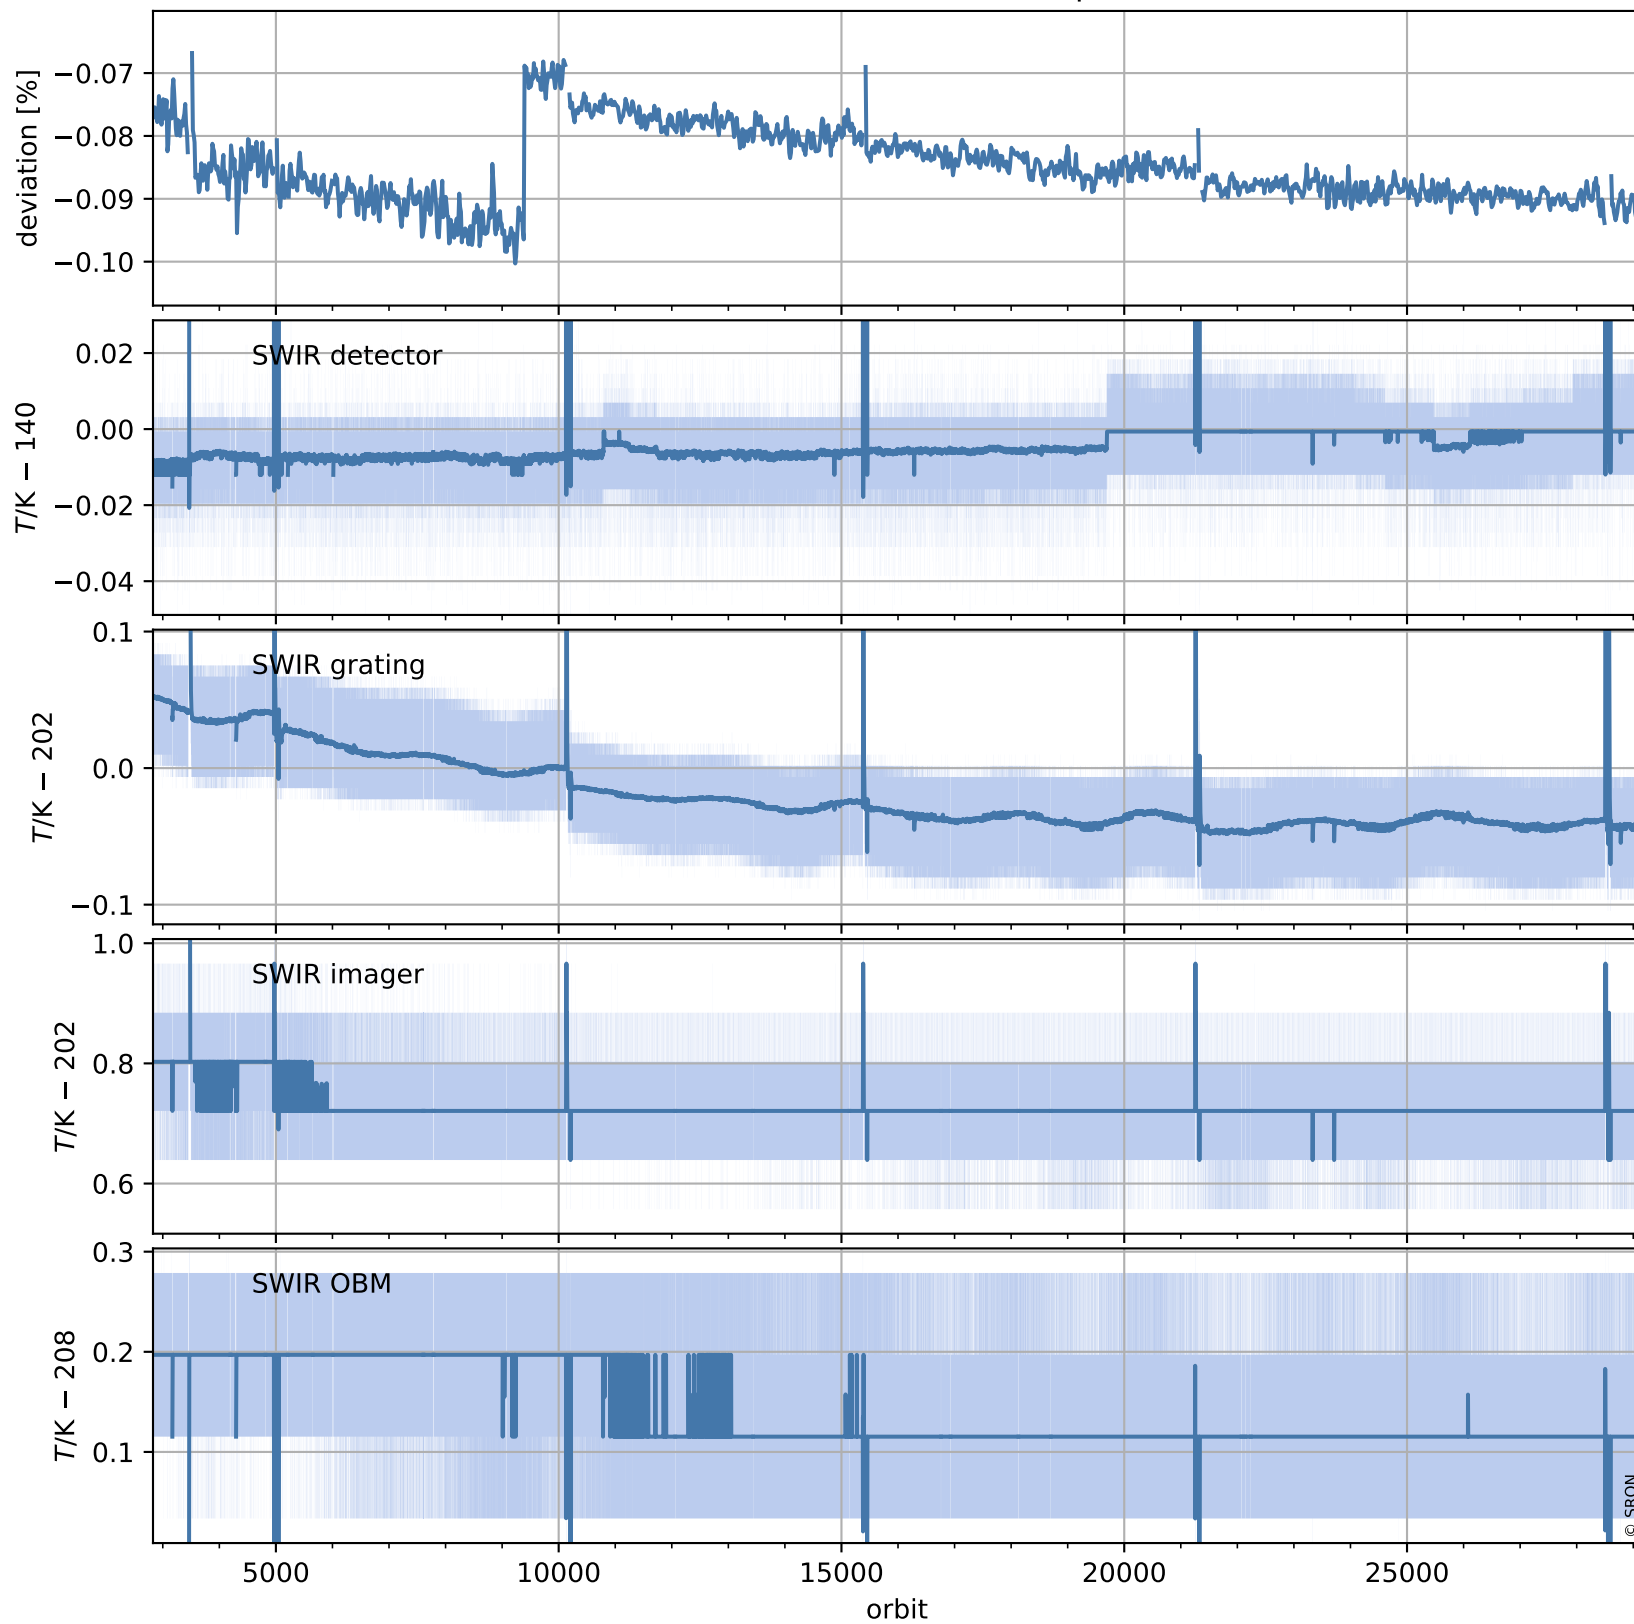 deviation [%]
−0.07
−0.08
−0.09
−0.10
T/K − 140
SWIR detector
0.02
0.00
−0.02
−0.04
T/K − 202
SWIR grating
0.1
0.0
−0.1
T/K − 202
SWIR imager
1.0
0.8
0.6
T/K − 208
SWIR OBM
0.3
0.2
0.1
© SRON
5000 10000 15000 20000 25000
orbit